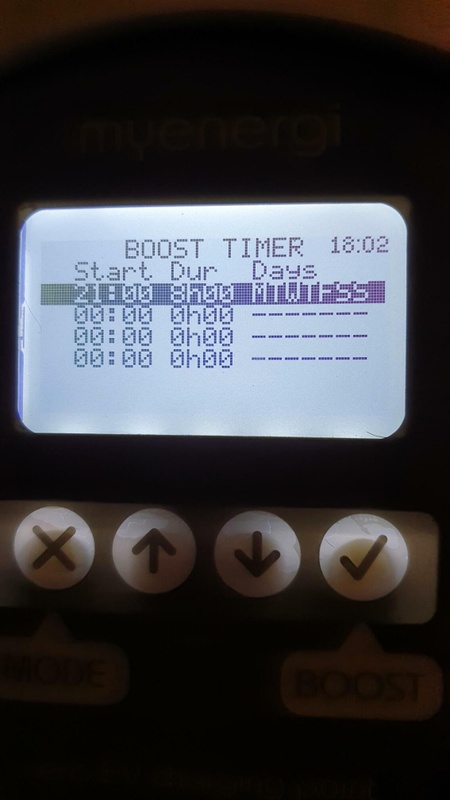 myenergi
BOOST TIMER 18:02
Start Dur Days
21:00 8h00 MTWTFSS
00:00 0h00 -------
00:00 0h00 -------
00:00 0h00 -------
MODE
BOOST